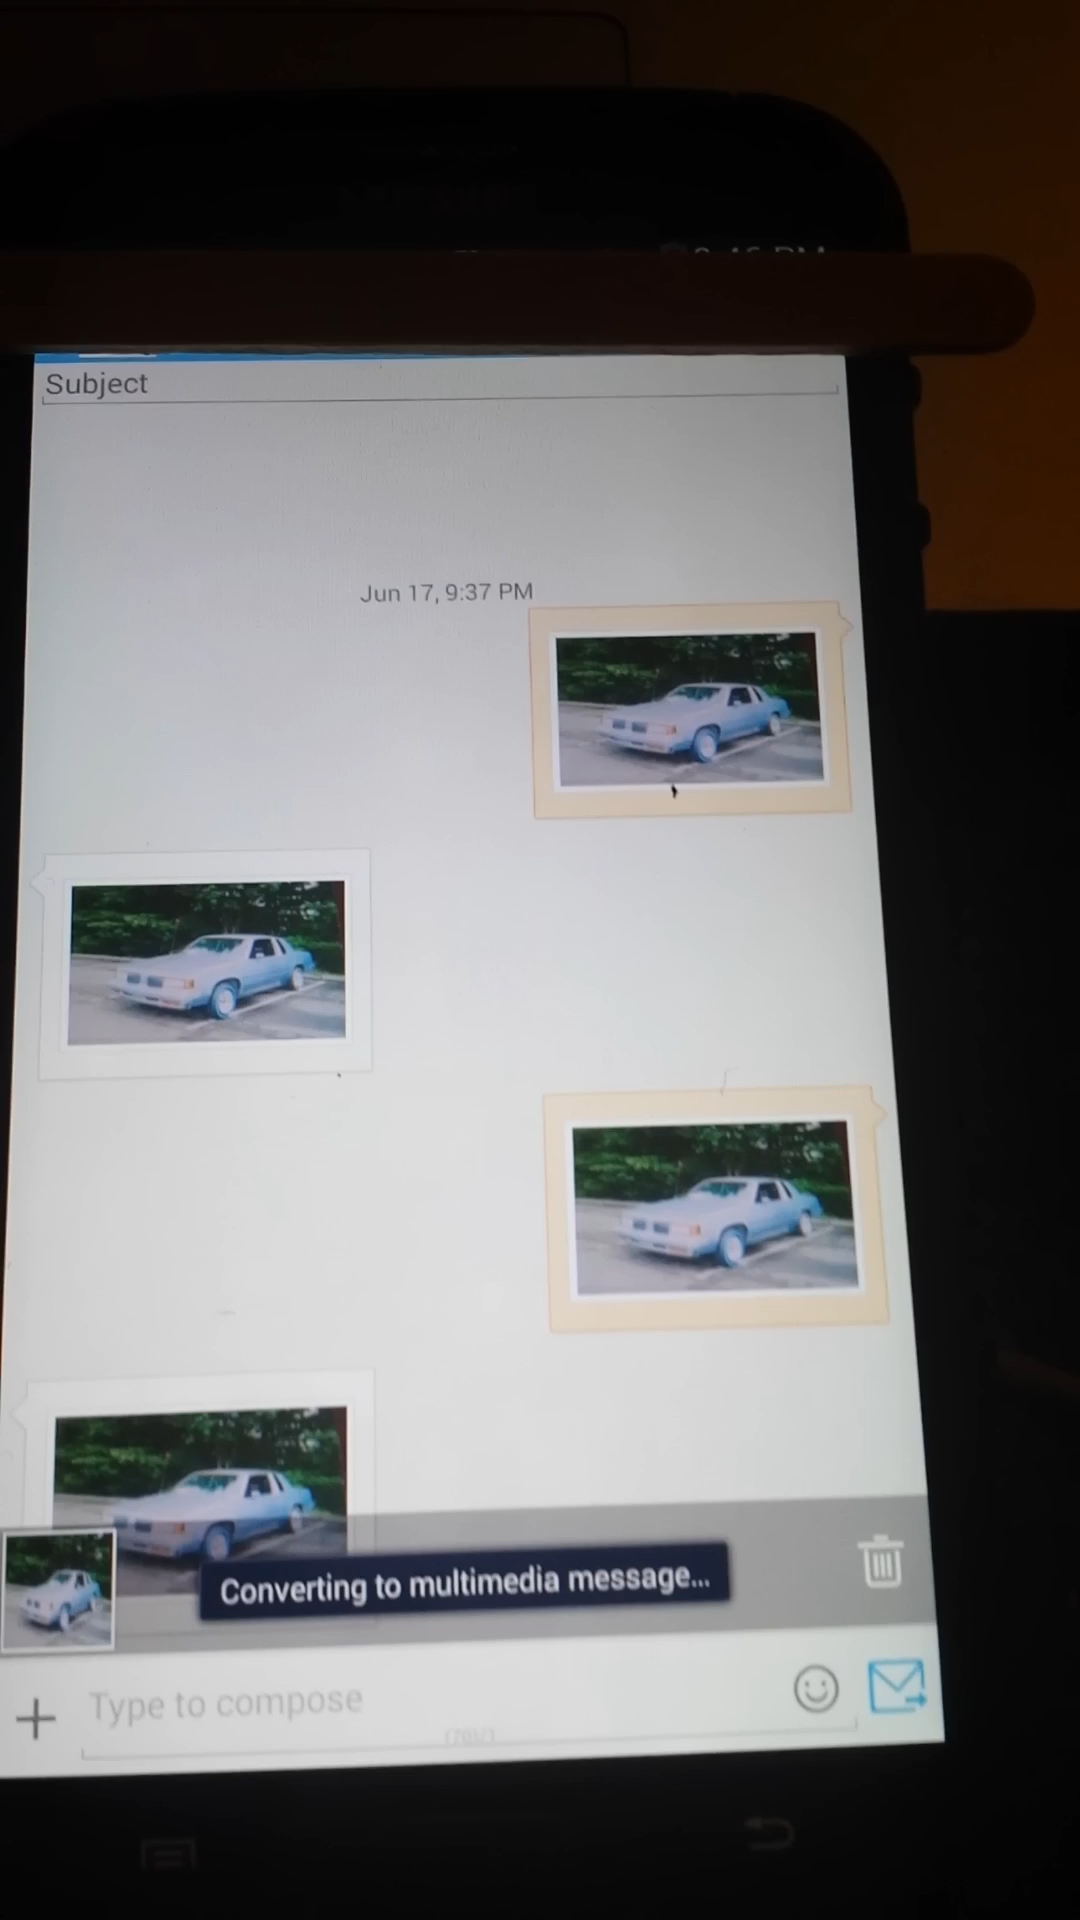 Subject
Jun 17, 9:37 PM
Converting to multimedia message...
Type to compose